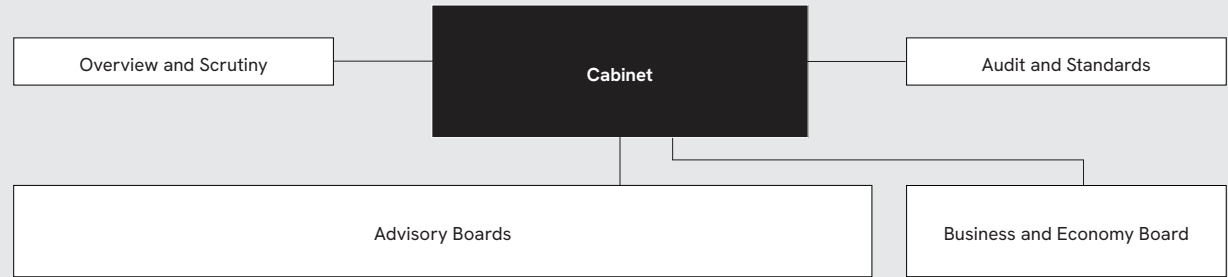 Overview and Scrutiny
Cabinet
Audit and Standards
Advisory Boards
Business and Economy Board